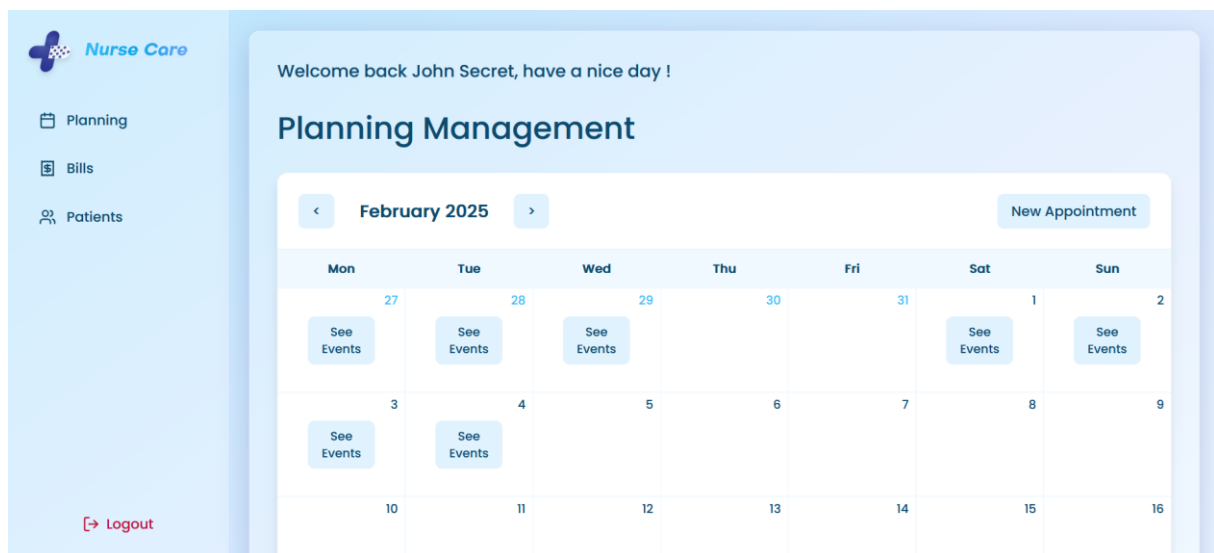 Nurse Care
Planning
Bills
Patients
Logout
Welcome back John Secret, have a nice day !
Planning Management
< February 2025 > New Appointment
Mon Tue Wed Thu Fri Sat Sun
27 28 29 30 31 1 2
See See See See See
Events Events Events Events Events
3 4 5 6 7 8 9
See See
Events Events
10 11 12 13 14 15 16